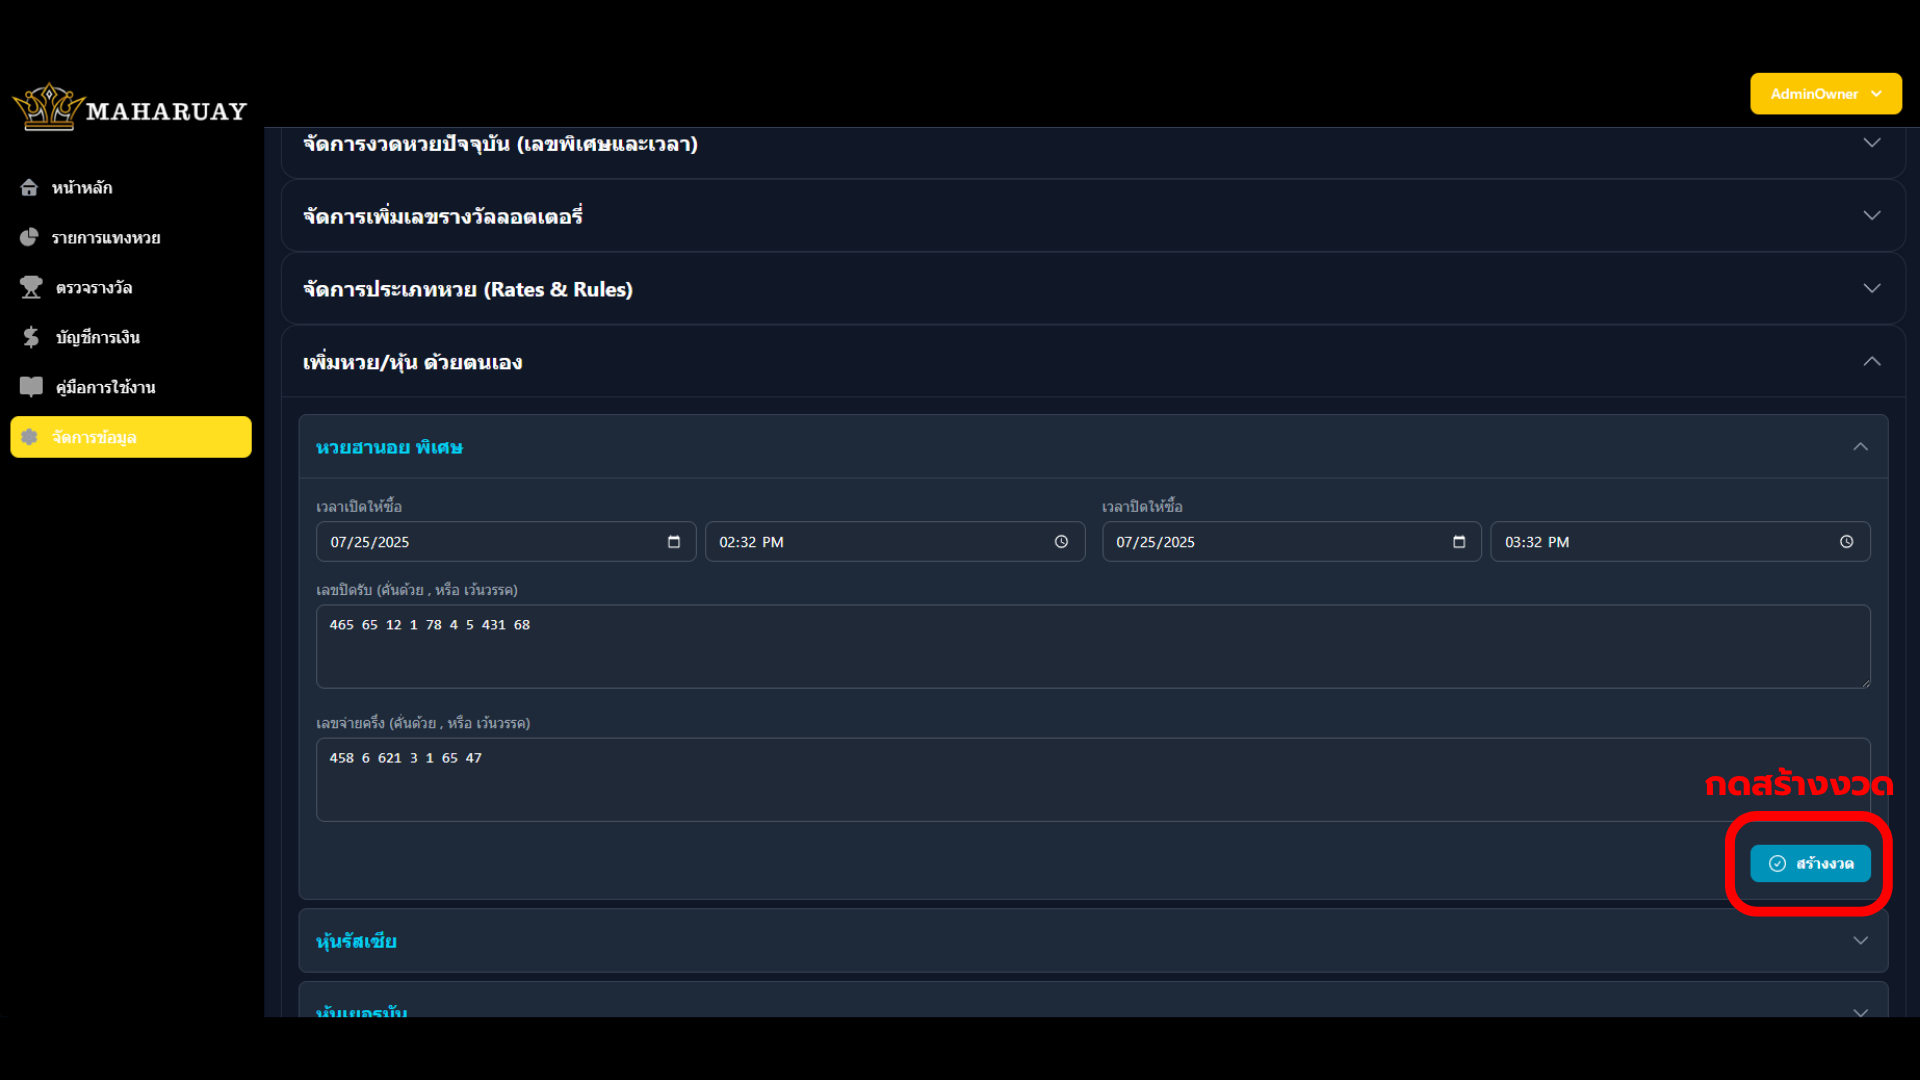 MAHARUAY
AdminOwner
หน้าหลัก
รายการแทงหวย
ตรวจรางวัล
บัญชีการเงิน
คู่มือการใช้งาน
จัดการข้อมูล
จัดการงวดหวยปัจจุบัน (เลขพิเศษและเวลา)
จัดการเพิ่มเลขรางวัลลอตเตอรี่
จัดการประเภทหวย (Rates & Rules)
เพิ่มหวย/หุ้น ด้วยตนเอง
หวยฮานอย พิเศษ
เวลาเปิดให้ซื้อ
07/25/2025 02:32 PM
เวลาปิดให้ซื้อ
07/25/2025 03:32 PM
เลขปิดรับ (คั่นด้วย , หรือ เว้นวรรค)
465 65 12 1 78 4 5 431 68
เลขจ่ายครึ่ง (คั่นด้วย , หรือ เว้นวรรค)
458 6 621 3 1 65 47
กดสร้างงวด
สร้างงวด
หุ้นรัสเซีย
หุ้นเยอรมัน